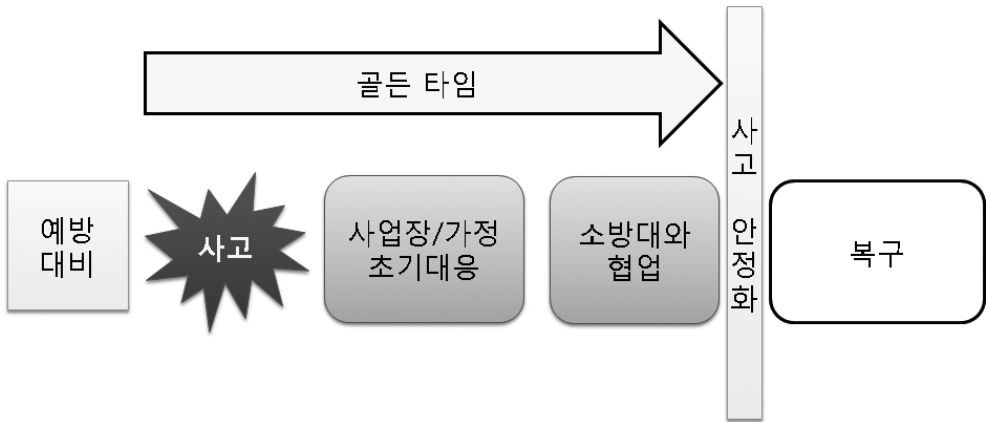 골든 타임
예방
대비
사고
사업장/가정
초기대응
소방대와
협업
사고 안정화
복구